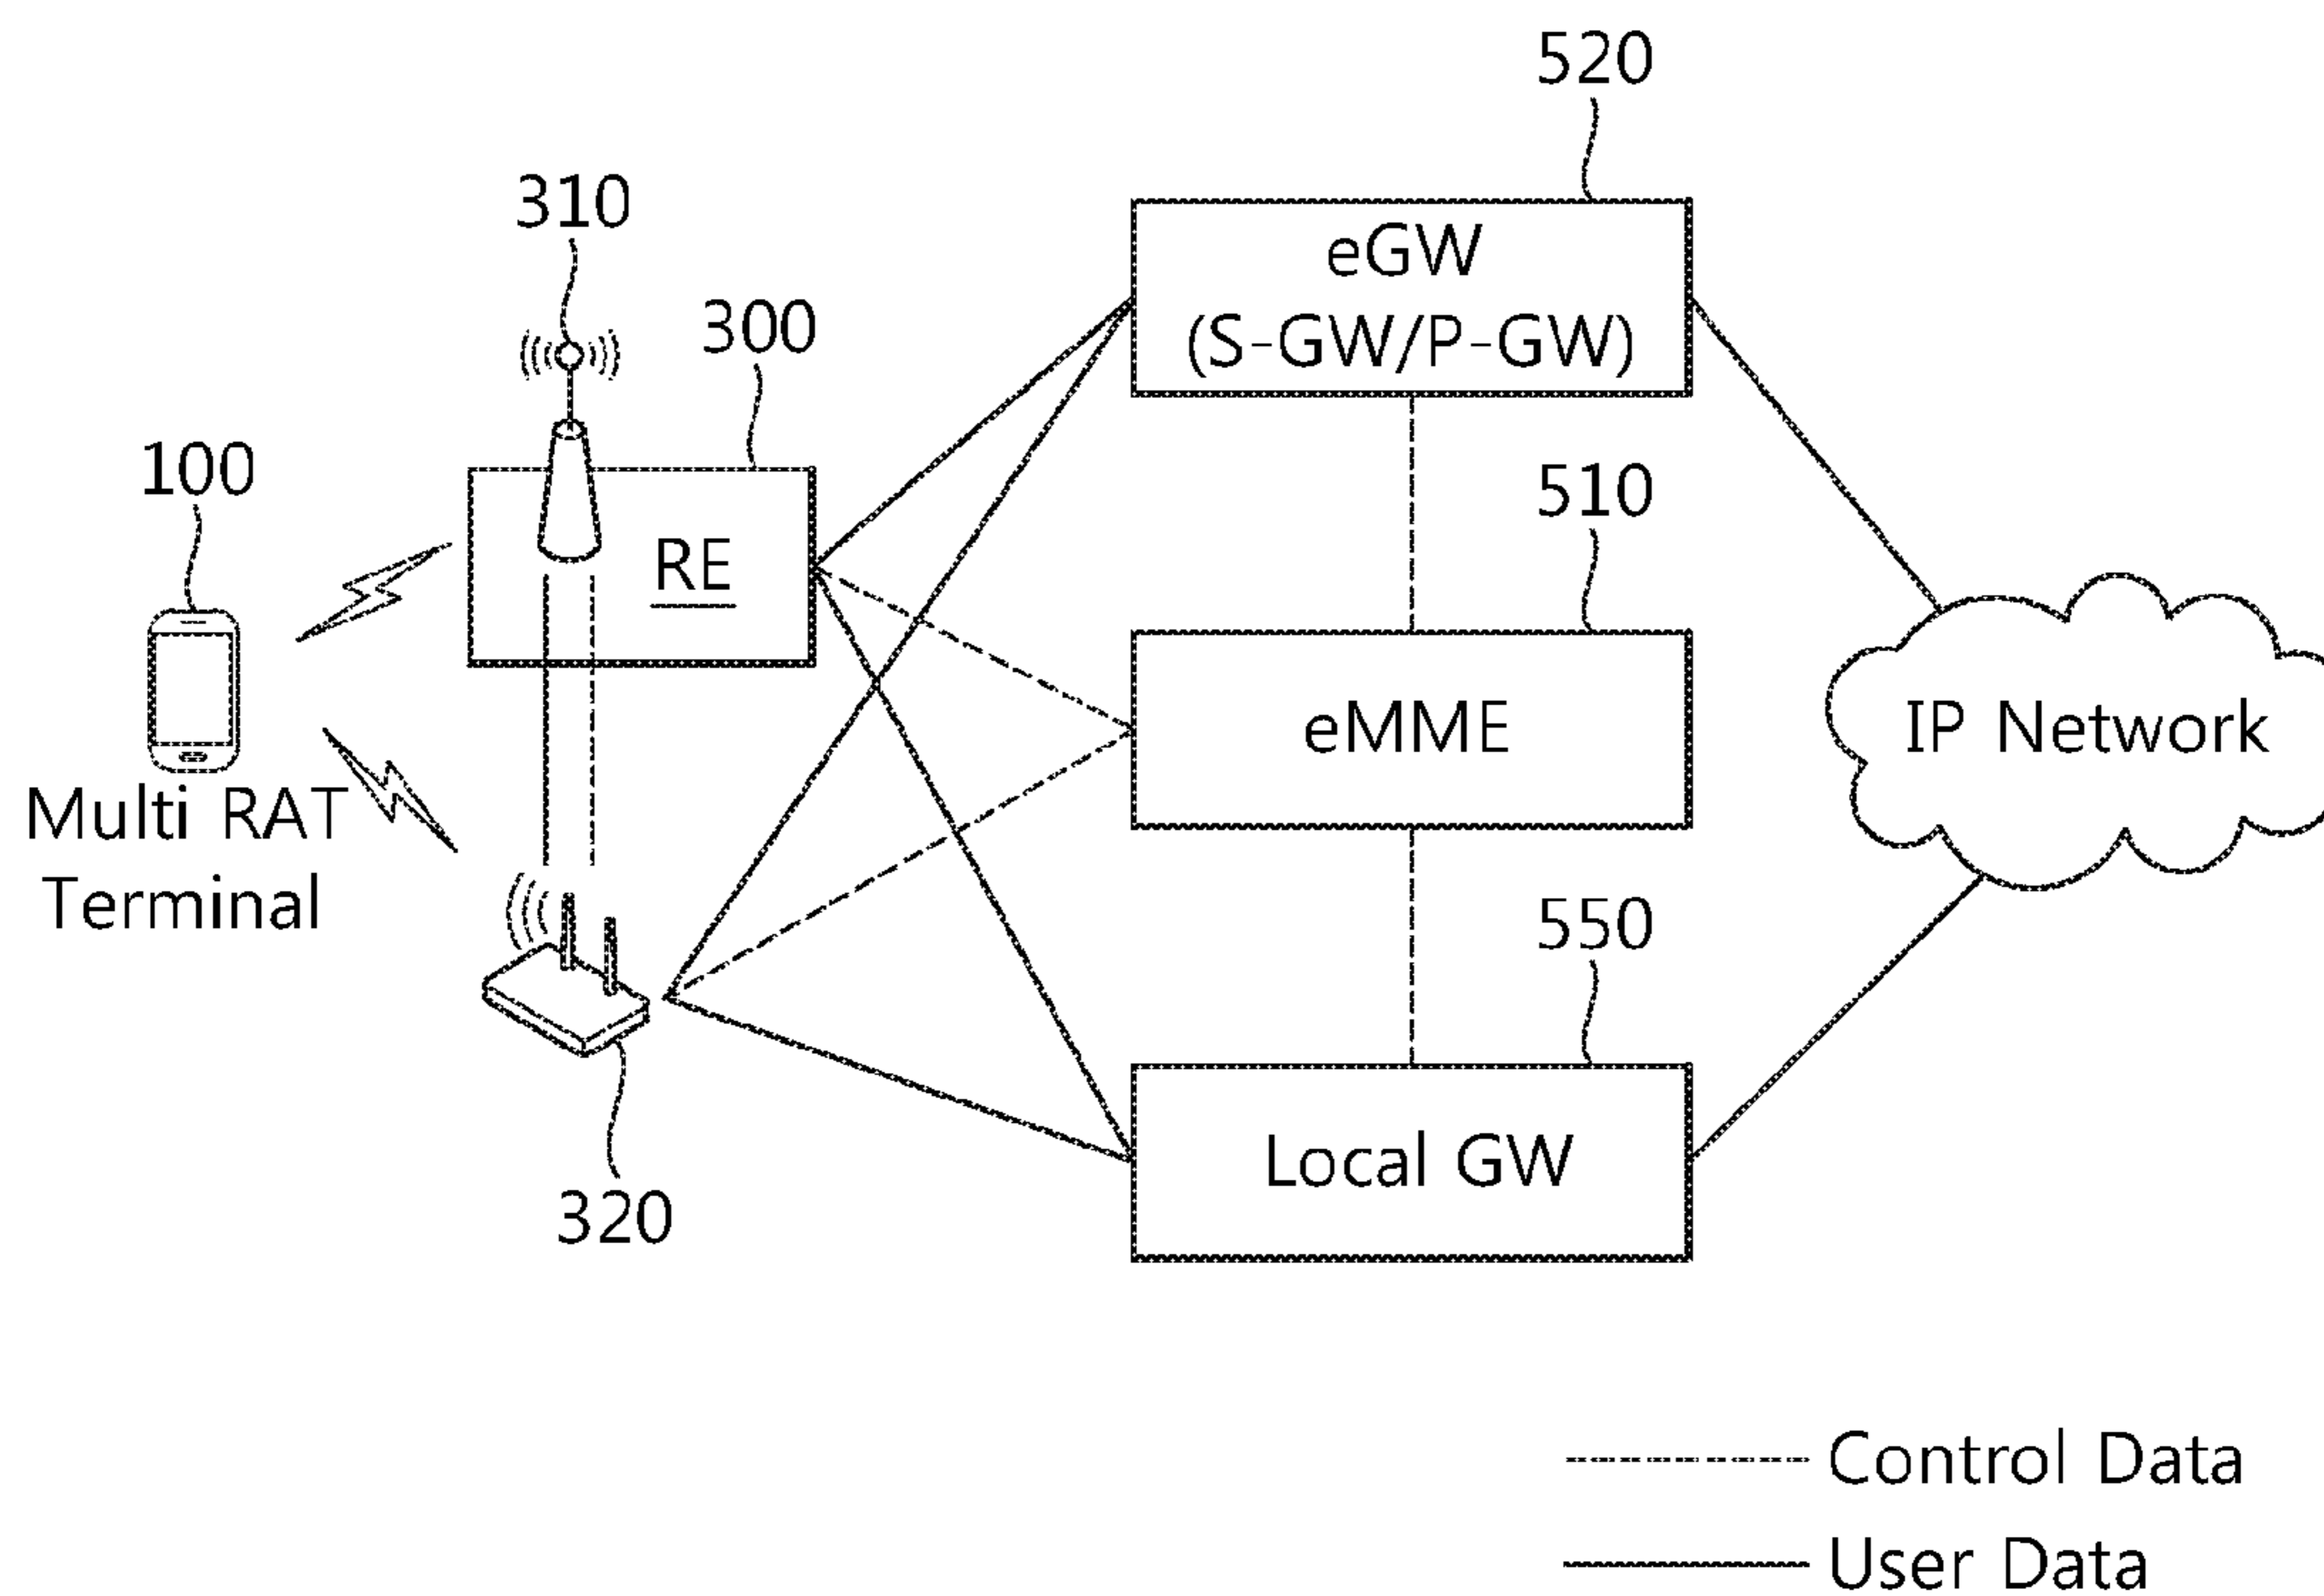 520
310
eGW
(S-GW/P-GW)
300
100
510
RE
eMME
IP Network
Multi RAT
Terminal
550
Local GW
320
Control Data
User Data